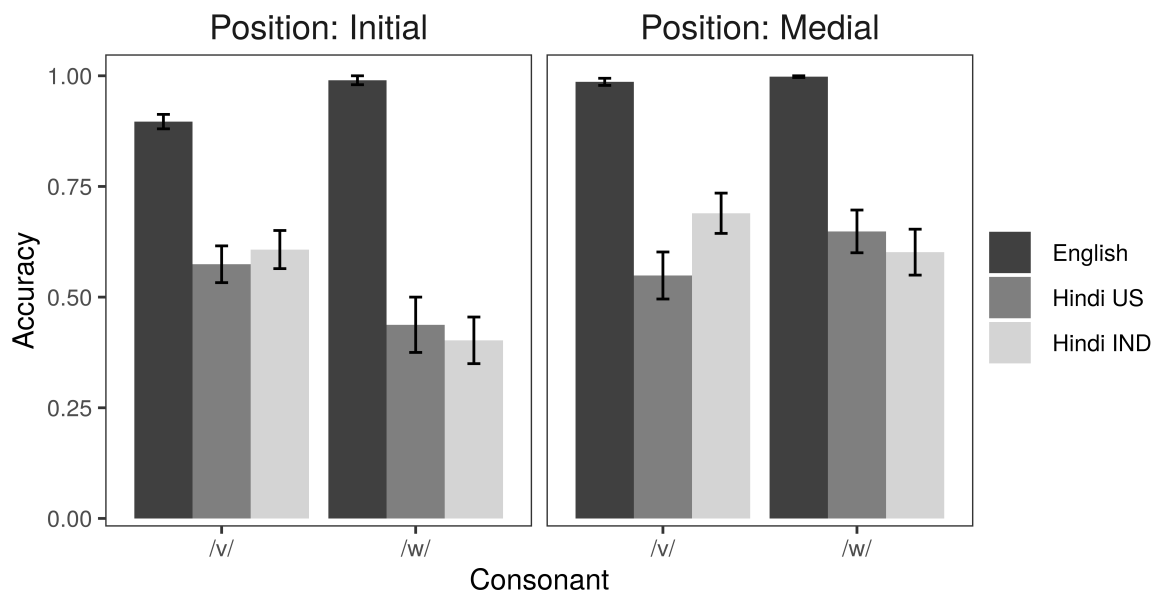 Position: Initial
Position: Medial
1.00
0.75
0.50
0.25
0.00
Accuracy
/v/
/w/
/v/
/w/
Consonant
English
Hindi US
Hindi IND